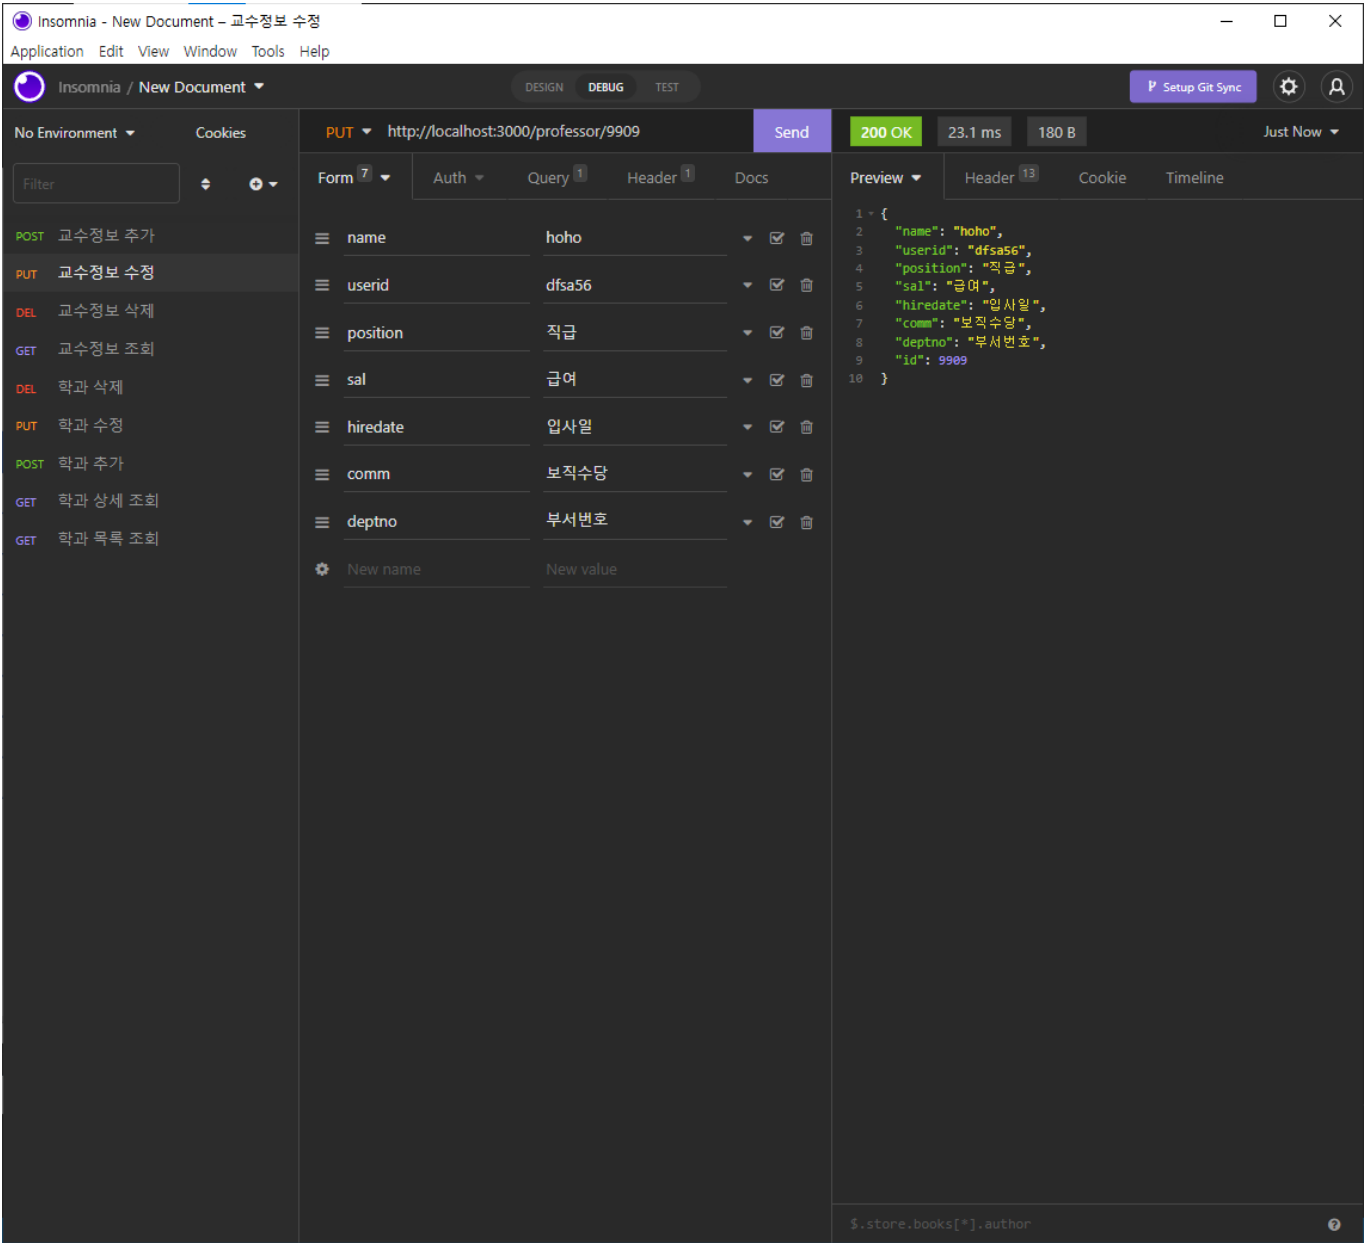 Insomnia - New Document – 교수정보 수정
Application Edit View Window Tools Help
Insomnia / New Document
DESIGN DEBUG TEST
Setup Git Sync
No Environment
Cookies
PUT http://localhost:3000/professor/9909 Send
200 OK 23.1 ms 180 B
Just Now
Filter
Form 7 Auth Query 1 Header 1 Docs
Preview Header 13 Cookie Timeline
POST 교수정보 추가
PUT 교수정보 수정
DEL 교수정보 삭제
GET 교수정보 조회
DEL 학과 삭제
PUT 학과 수정
POST 학과 추가
GET 학과 상세 조회
GET 학과 목록 조회
name hoho
userid dfsa56
position 직급
sal 급여
hiredate 입사일
comm 보직수당
deptno 부서번호
New name New value
1 {
2 "name": "hoho",
3 "userid": "dfsa56",
4 "position": "직급",
5 "sal": "급여",
6 "hiredate": "입사일",
7 "comm": "보직수당",
8 "deptno": "부서번호",
9 "id": 9909
10 }
$.store.books[*].author